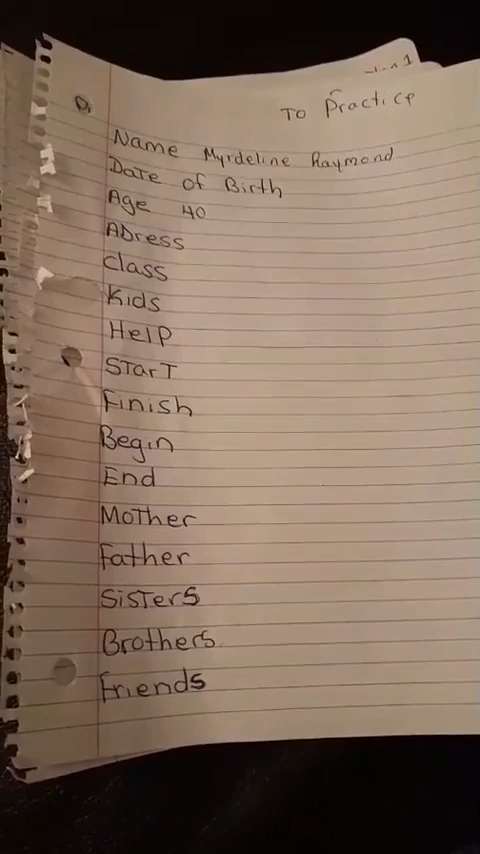 To Practice
Name Myrdeline Raymond
Date of Birth
Age 40
ADress
Class
Kids
Help
Start
Finish
Begin
End
Mother
Father
Sisters
Brothers
Friends